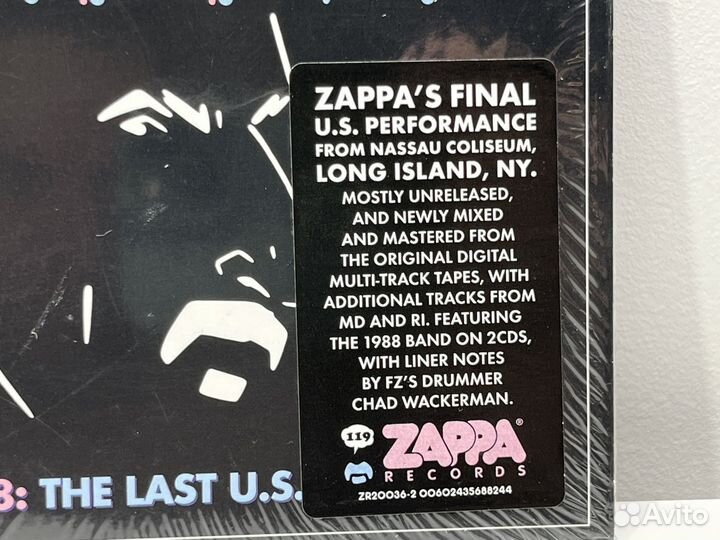 ZAPPA'S FINAL
U.S. PERFORMANCE
FROM NASSAU COLISEUM,
LONG ISLAND, NY.
MOSTLY UNRELEASED,
AND NEWLY MIXED
AND MASTERED FROM
THE ORIGINAL DIGITAL
MULTI-TRACK TAPES, WITH
ADDITIONAL TRACKS FROM
MD AND RI. FEATURING
THE 1988 BAND ON 2CDS,
WITH LINER NOTES
BY FZ'S DRUMMER
CHAD WACKERMAN.
119
ZAPPA®
RECORDS
ZR20036-2 00602435688244
8: THE LAST U.S.
Avito